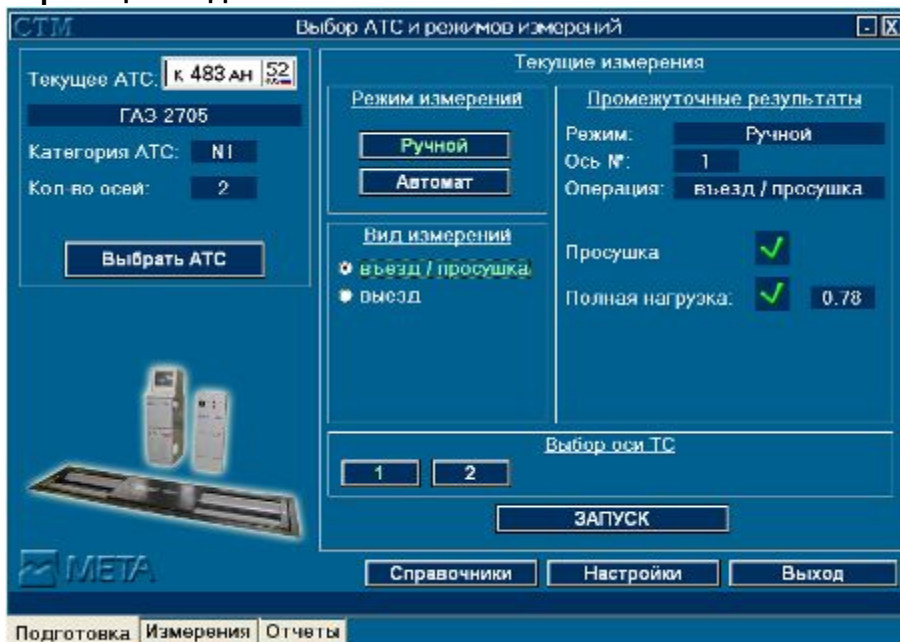 СТМ
Выбор АТС и режимов измерений
Текущее АТС: К 483 АН 52
ГАЗ 2705
Категория АТС: N1
Кол-во осей: 2
Выбрать АТС
Текущие измерения
Режим измерений
Ручной
Автомат
Вид измерений
въезд / просушка
выезд
Промежуточные результаты
Режим: Ручной
Ось №: 1
Операция: въезд / просушка
Просушка
Полная нагрузка: 0.78
Выбор оси ТС
1 2
ЗАПУСК
МЕТА
Справочники Настройки Выход
Подготовка Измерения Отчеты